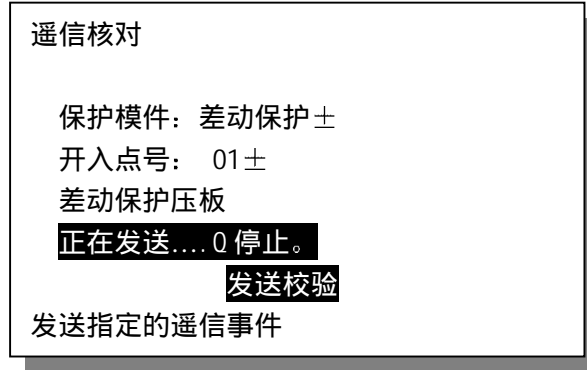 遥信核对
保护模件：差动保护±
开入点号： 01±
差动保护压板
正在发送....Q 停止。
发送校验
发送指定的遥信事件